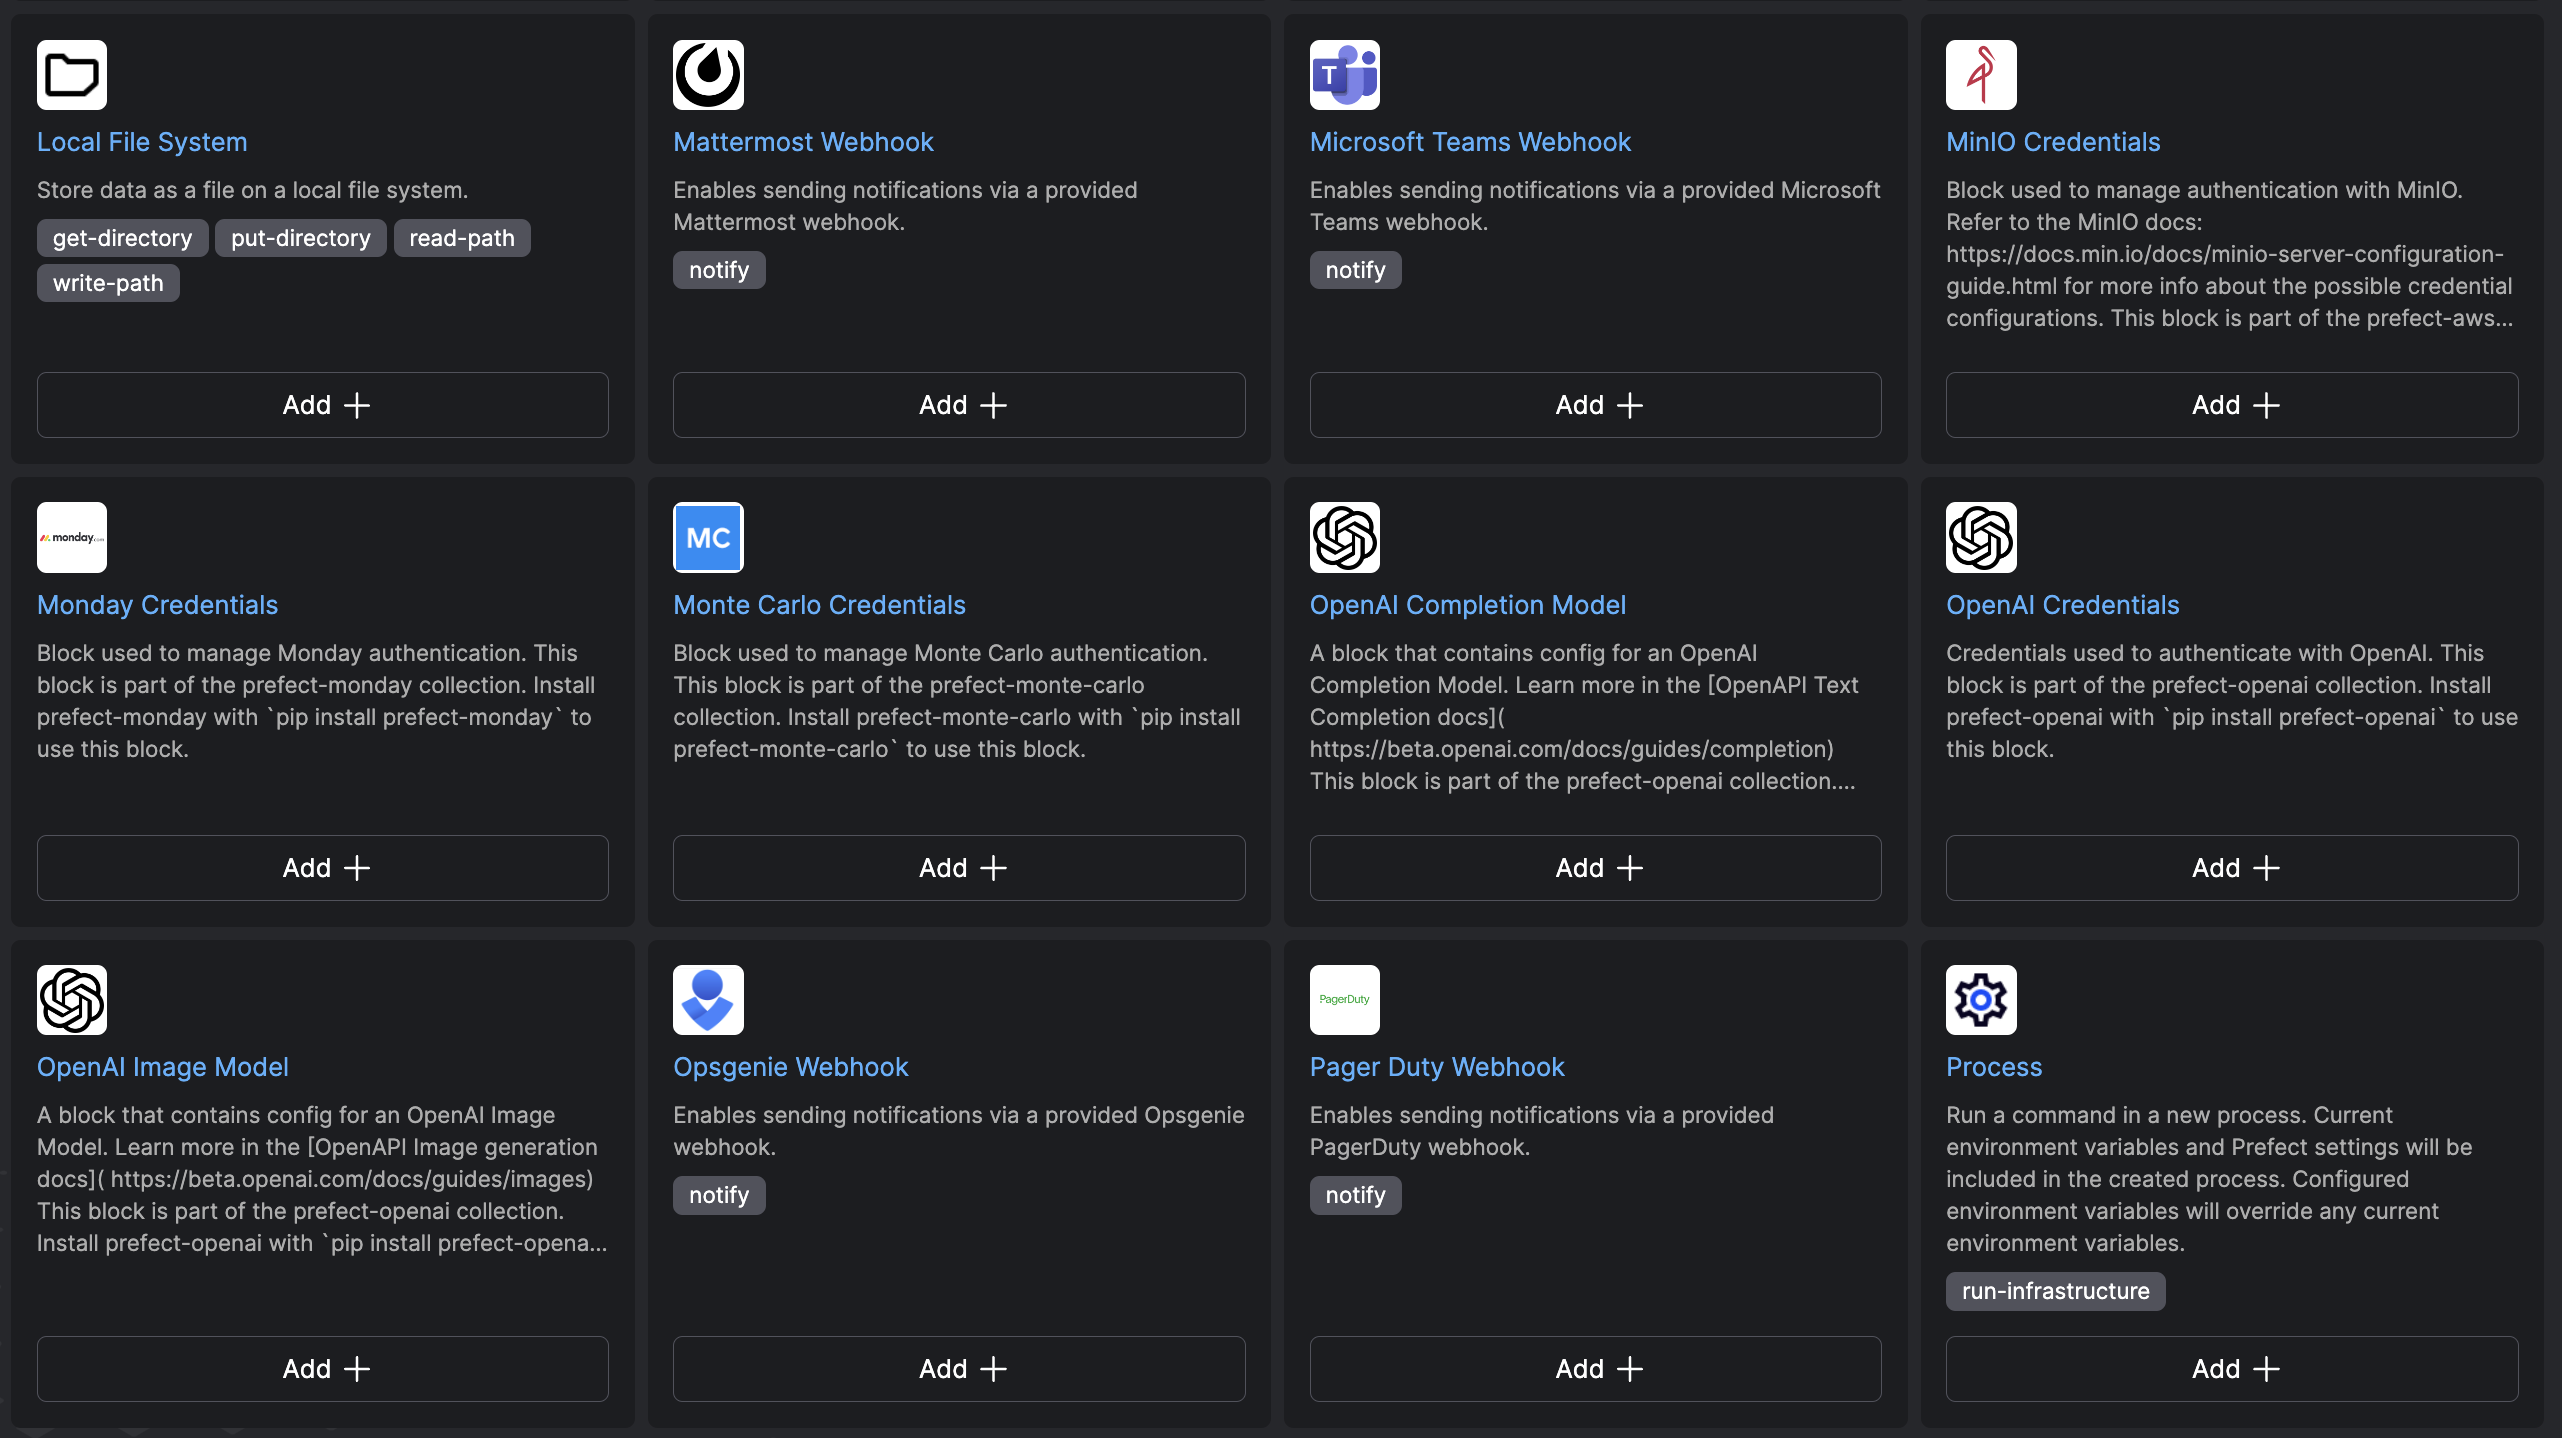 Local File System
Store data as a file on a local file system.
get-directory put-directory read-path
write-path
Add
Mattermost Webhook
Enables sending notifications via a provided
Mattermost webhook.
notify
Add
T
Microsoft Teams Webhook
Enables sending notifications via a provided Microsoft
Teams webhook.
notify
Add
MinIO Credentials
Block used to manage authentication with MinIO.
Refer to the MinIO docs:
https://docs.min.io/docs/minio-server-configuration-
guide.html for more info about the possible credential
configurations. This block is part of the prefect-aws...
Add
monday.com
Monday Credentials
Block used to manage Monday authentication. This
block is part of the prefect-monday collection. Install
prefect-monday with `pip install prefect-monday` to
use this block.
Add
MC
Monte Carlo Credentials
Block used to manage Monte Carlo authentication.
This block is part of the prefect-monte-carlo
collection. Install prefect-monte-carlo with `pip install
prefect-monte-carlo` to use this block.
Add
OpenAI Completion Model
A block that contains config for an OpenAI
Completion Model. Learn more in the [OpenAPI Text
Completion docs](
https://beta.openai.com/docs/guides/completion)
This block is part of the prefect-openai collection....
Add
OpenAI Credentials
Credentials used to authenticate with OpenAI. This
block is part of the prefect-openai collection. Install
prefect-openai with `pip install prefect-openai` to use
this block.
Add
OpenAI Image Model
A block that contains config for an OpenAI Image
Model. Learn more in the [OpenAPI Image generation
docs]( https://beta.openai.com/docs/guides/images)
This block is part of the prefect-openai collection.
Install prefect-openai with `pip install prefect-opena...
Add
Opsgenie Webhook
Enables sending notifications via a provided Opsgenie
webhook.
notify
Add
PagerDuty
Pager Duty Webhook
Enables sending notifications via a provided
PagerDuty webhook.
notify
Add
Process
Run a command in a new process. Current
environment variables and Prefect settings will be
included in the created process. Configured
environment variables will override any current
environment variables.
run-infrastructure
Add